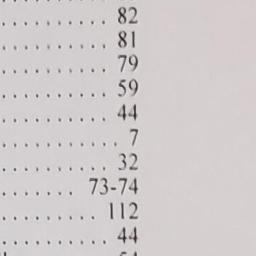 . . . . . . . . . . 82
. . . . . . . . . . 81
. . . . . . . . . . 79
. . . . . . . . . . 59
. . . . . . . . . . 44
. . . . . . . . . . . 7
. . . . . . . . . . 32
. . . . . . . 73-74
. . . . . . . . . 112
. . . . . . . . . . 44